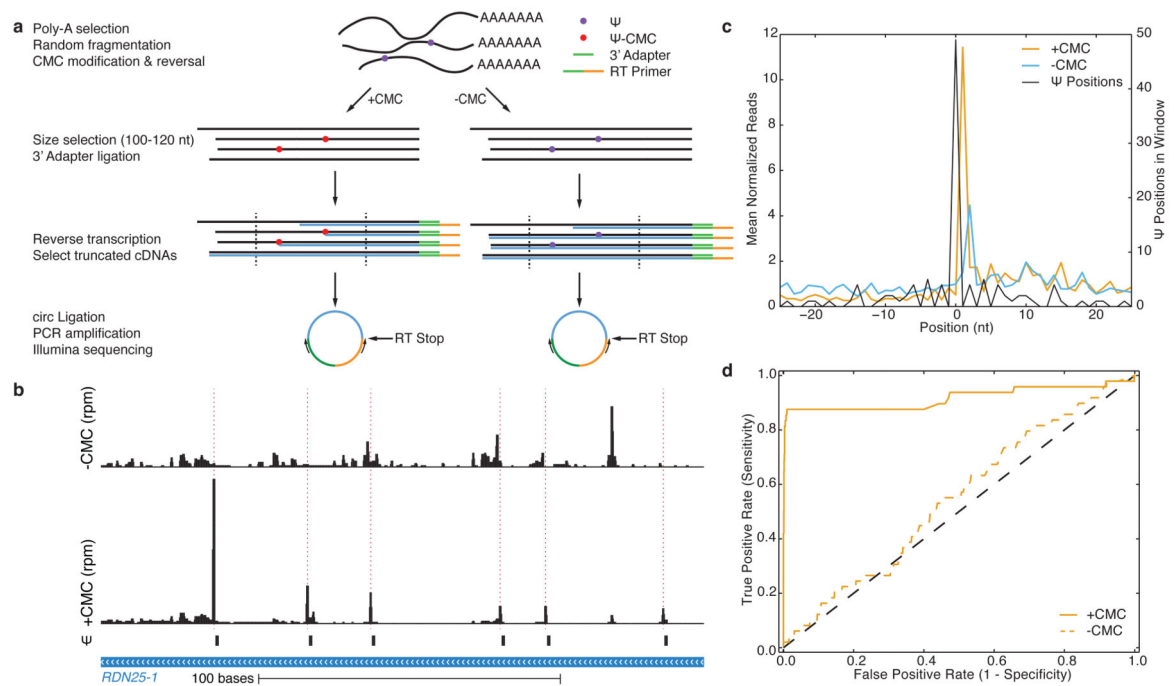 a
Poly-A selection
Random fragmentation
CMC modification & reversal
AAAAAAA
AAAAAAA
AAAAAAA
Ψ
Ψ-CMC
3' Adapter
RT Primer
+CMC
-CMC
Size selection (100-120 nt)
3' Adapter ligation
Reverse transcription
Select truncated cDNAs
circ Ligation
PCR amplification
Illumina sequencing
RT Stop
RT Stop
b
-CMC (rpm)
+CMC (rpm)
Ψ
RDN25-1
100 bases
c
Mean Normalized Reads
12
10
8
6
4
2
0
+CMC
-CMC
Ψ Positions
50
40
30
20
10
0
Ψ Positions in Window
-20
-10
0
10
20
Position (nt)
d
True Positive Rate (Sensitivity)
1.0
0.8
0.6
0.4
0.2
0.0
+CMC
-CMC
0.0
0.2
0.4
0.6
0.8
1.0
False Positive Rate (1 - Specificity)